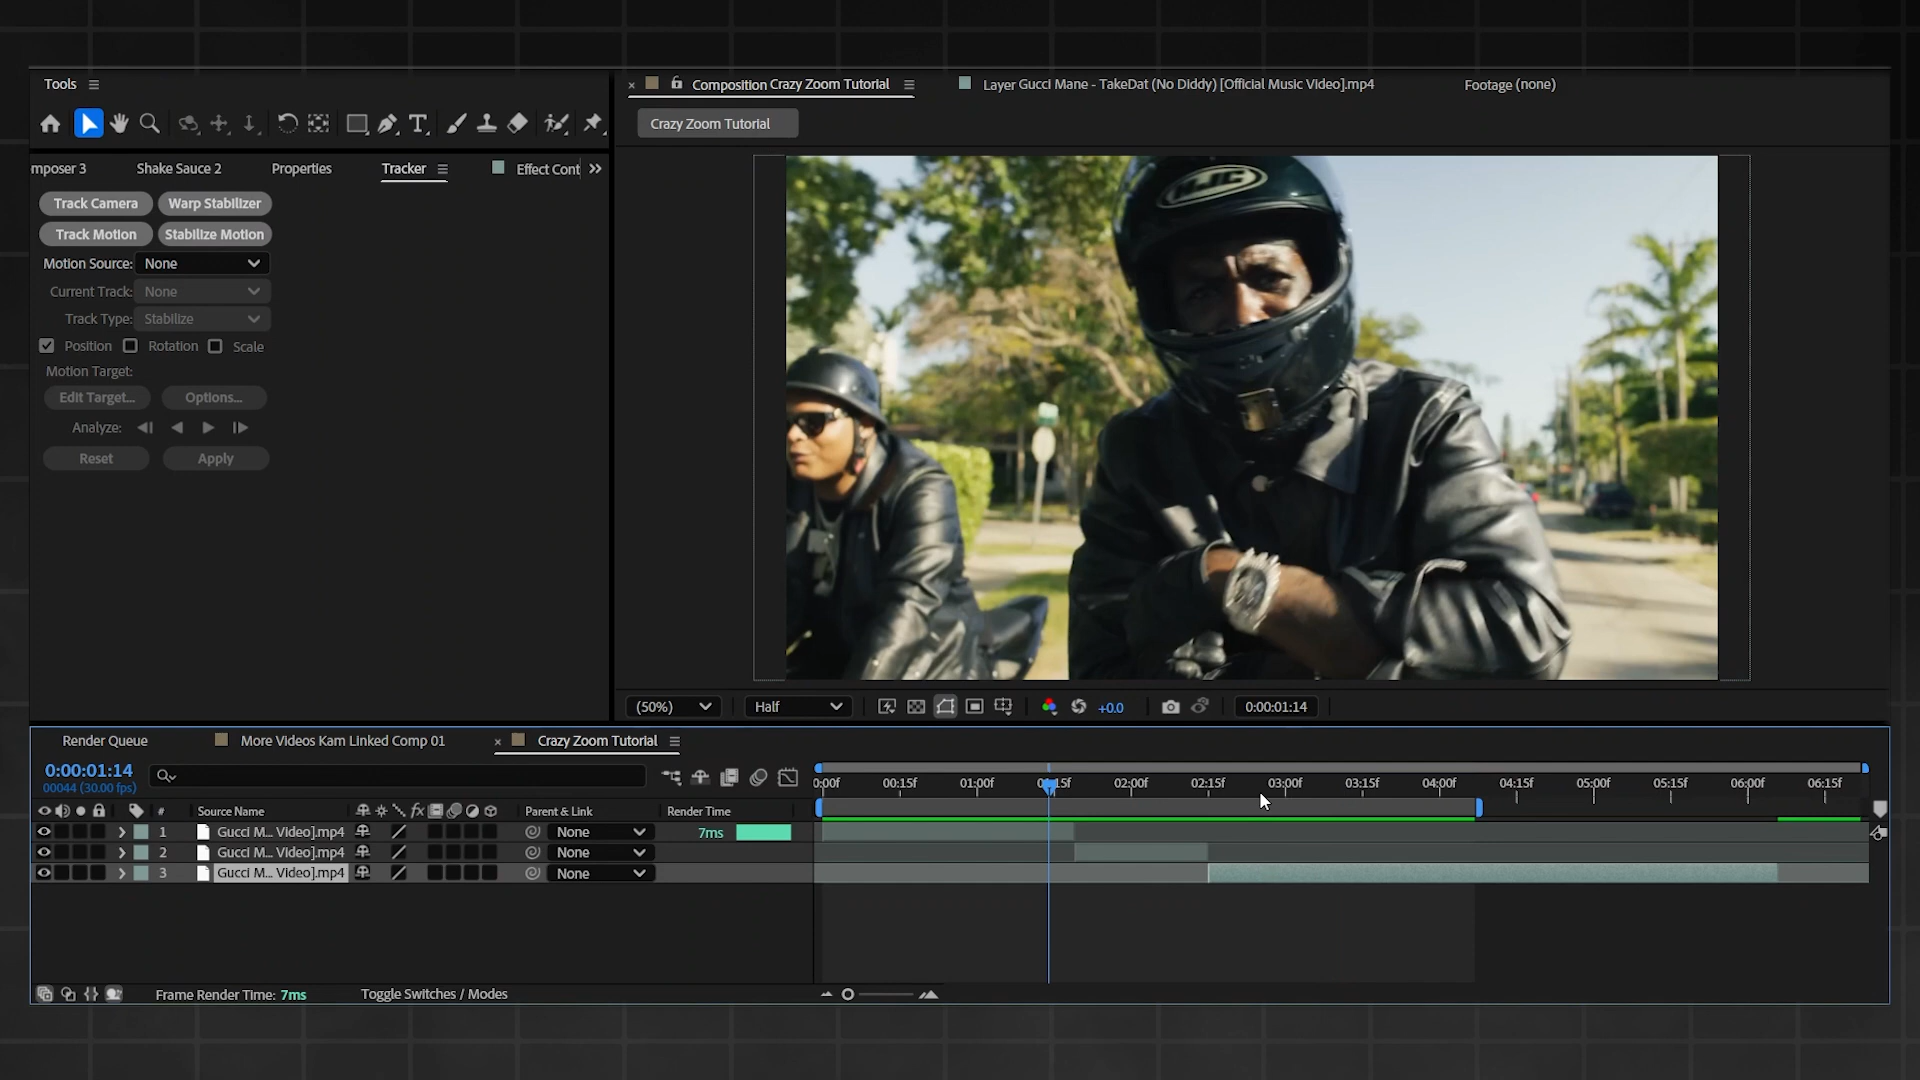 Tools
Composition Crazy Zoom Tutorial
Layer Gucci Mane - TakeDat (No Diddy) [Official Music Video].mp4
Footage (none)
Crazy Zoom Tutorial
mposer 3
Shake Sauce 2
Properties
Tracker
Effect Cont
Track Camera
Warp Stabilizer
Track Motion
Stabilize Motion
Motion Source: None
Current Track: None
Track Type: Stabilize
Position
Rotation
Scale
Motion Target:
Edit Target...
Options...
Analyze:
Reset
Apply
HJC
(50%)
Half
+0.0
0:00:01:14
Render Queue
More Videos Kam Linked Comp 01
Crazy Zoom Tutorial
0:00:01:14
00044 (30.00 fps)
0:00f 00:15f 01:00f 02:00f 02:15f 03:00f 03:15f 04:00f 04:15f 05:00f 05:15f 06:00f 06:15f
# Source Name fx Parent & Link Render Time
1 Gucci M... Video].mp4 None 7ms
2 Gucci M... Video].mp4 None
3 Gucci M... Video].mp4 None
Frame Render Time: 7ms
Toggle Switches / Modes